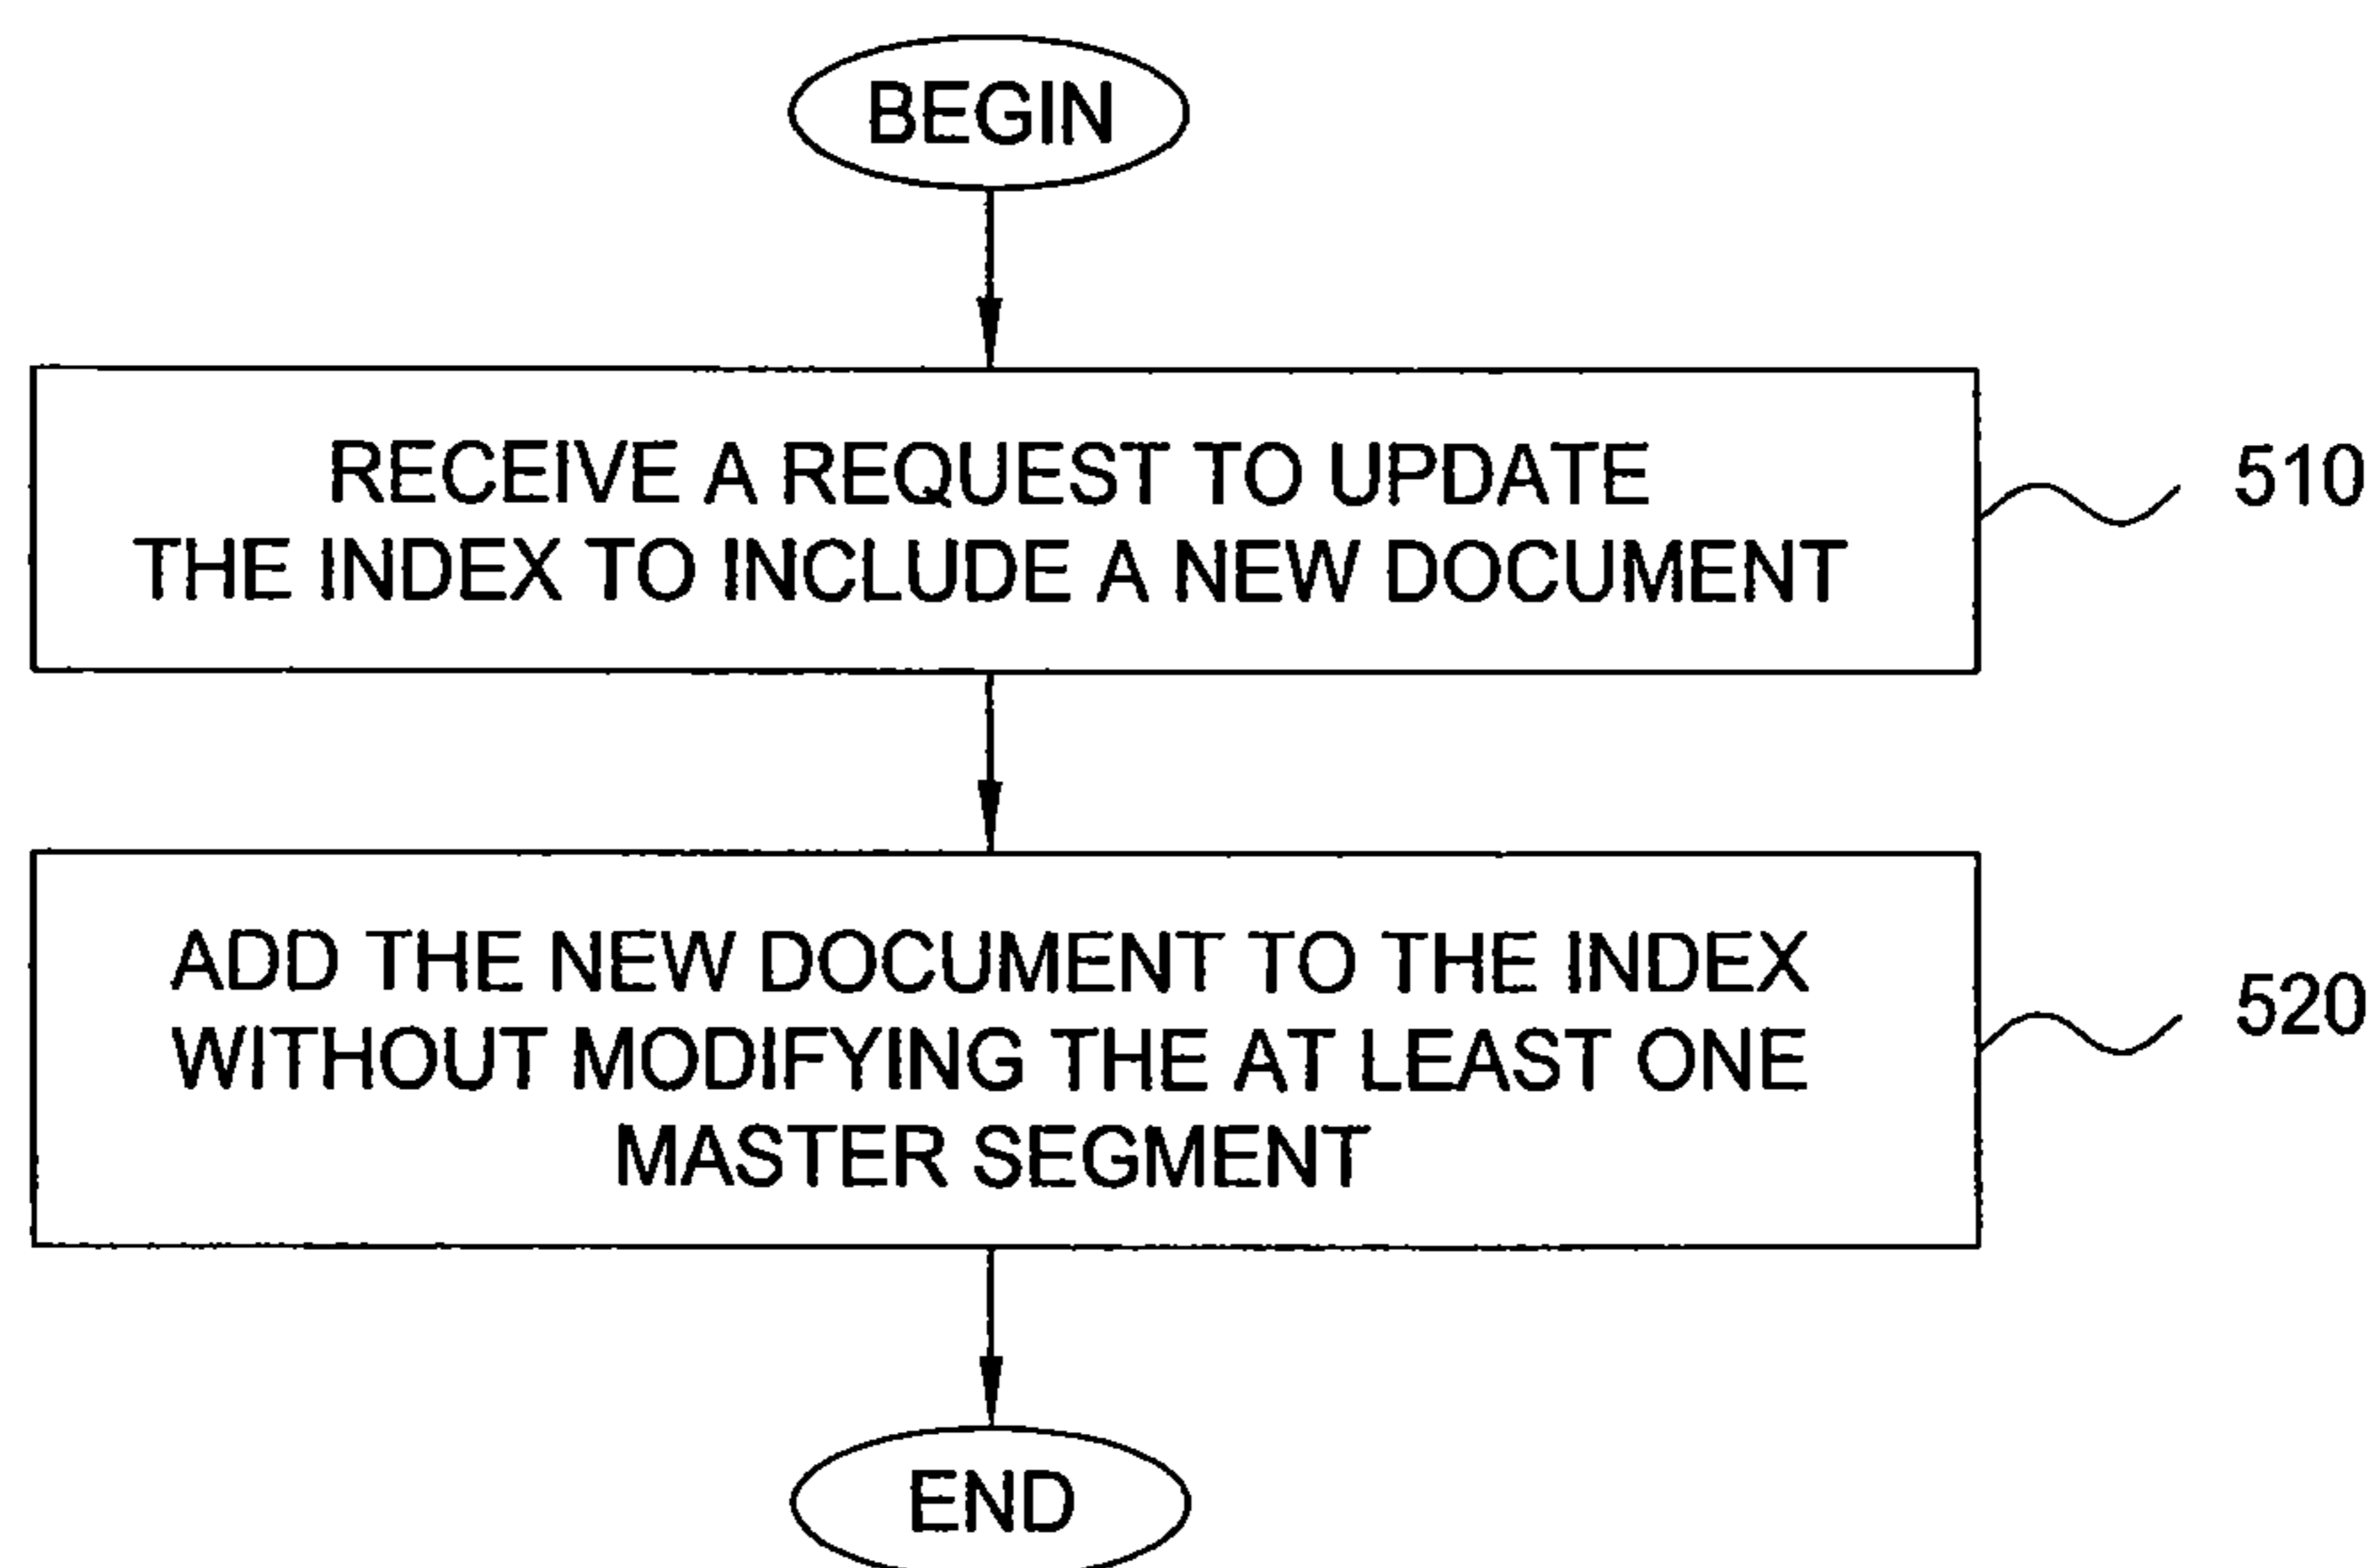 BEGIN
RECEIVE A REQUEST TO UPDATE
THE INDEX TO INCLUDE A NEW DOCUMENT
510
ADD THE NEW DOCUMENT TO THE INDEX
WITHOUT MODIFYING THE AT LEAST ONE
MASTER SEGMENT
520
END